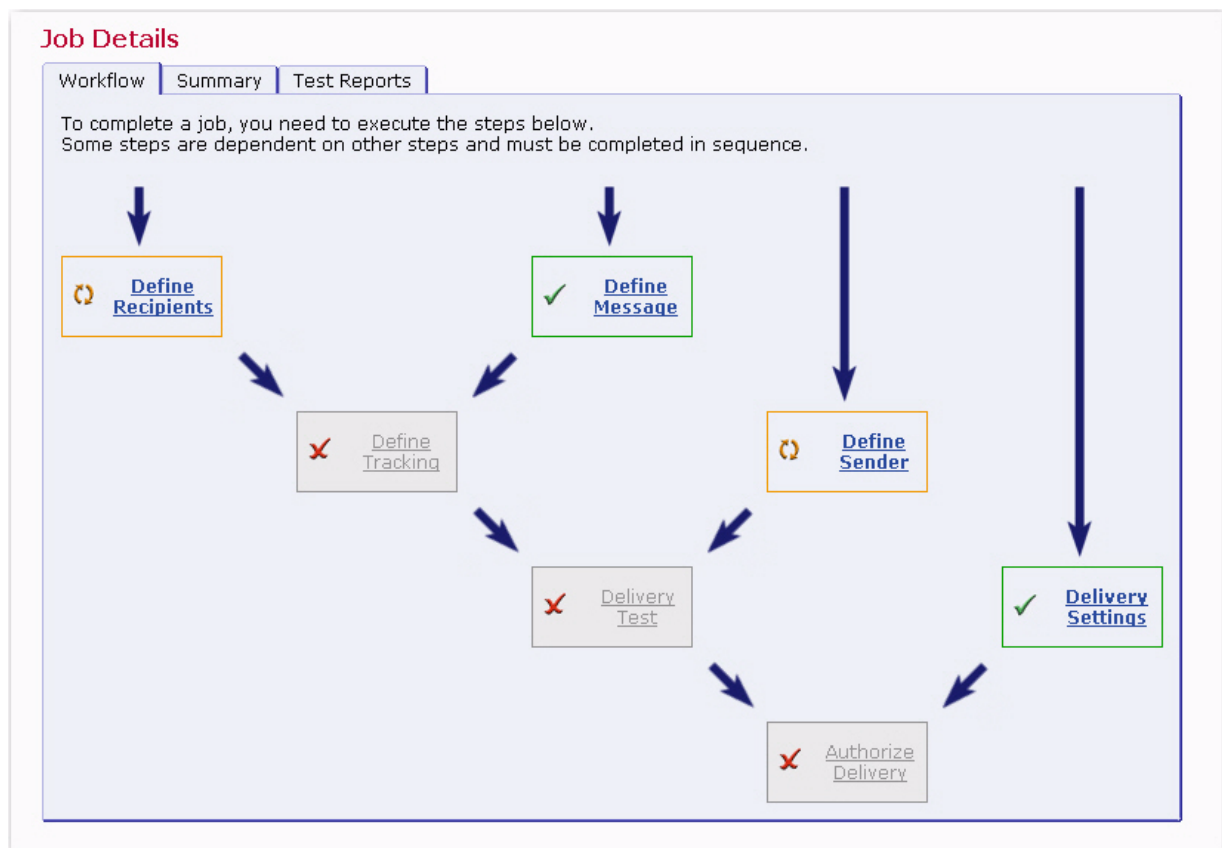 Job Details
Workflow
Summary
Test Reports
To complete a job, you need to execute the steps below.
Some steps are dependent on other steps and must be completed in sequence.
Define
Recipients
Define
Message
Define
Tracking
Define
Sender
Delivery
Test
Delivery
Settings
Authorize
Delivery